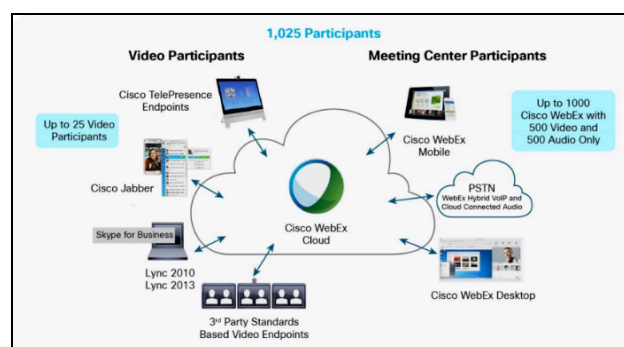 1,025 Participants
Video Participants
Meeting Center Participants
Cisco TelePresence
Endpoints
Up to 25 Video
Participants
Cisco Jabber
Skype for Business
Lync 2010
Lync 2013
3rd Party Standards
Based Video Endpoints
Cisco WebEx
Cloud
Cisco WebEx
Mobile
Up to 1000
Cisco WebEx with
500 Video and
500 Audio Only
PSTN
WebEx Hybrid VoIP and
Cloud Connected Audio
Cisco WebEx Desktop